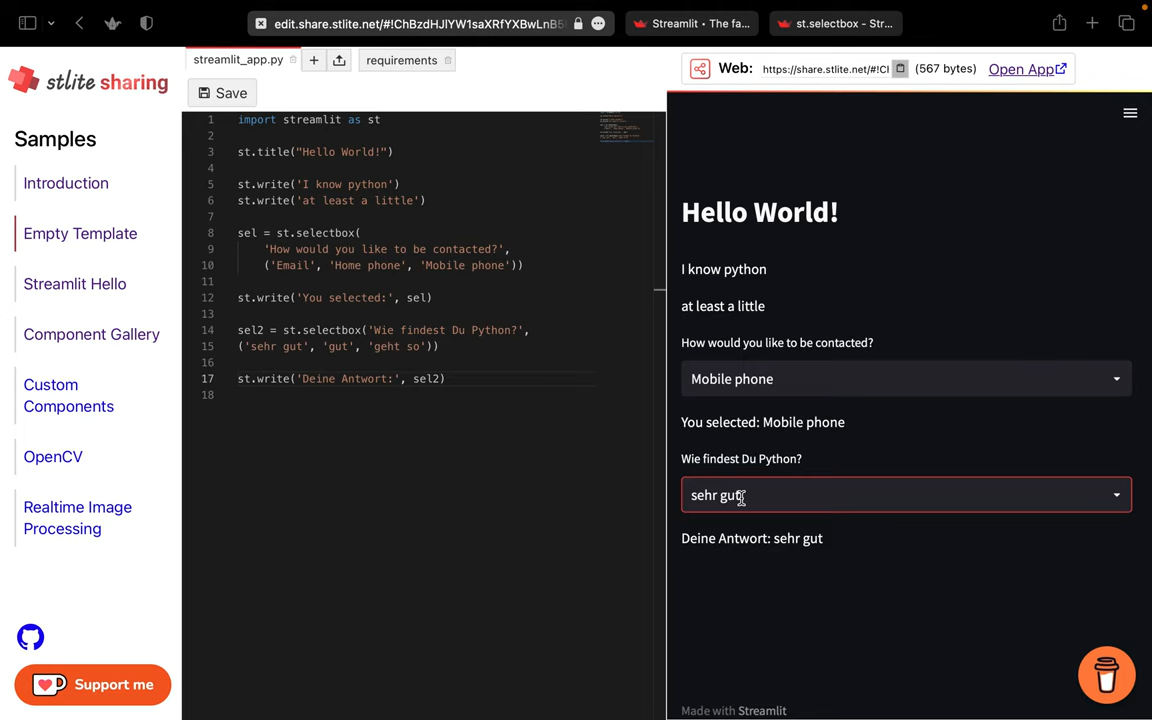 edit.share.stlite.net/#!ChBzdHJlYW1saXRfYXBwLnB5
Streamlit • The fa...
st.selectbox - Str...
stlite sharing
Samples
Introduction
Empty Template
Streamlit Hello
Component Gallery
Custom
Components
OpenCV
Realtime Image
Processing
Support me
streamlit_app.py
+
requirements
Save
1 import streamlit as st
2
3 st.title("Hello World!")
4
5 st.write('I know python')
6 st.write('at least a little')
7
8 sel = st.selectbox(
9 'How would you like to be contacted?',
10 ('Email', 'Home phone', 'Mobile phone'))
11
12 st.write('You selected:', sel)
13
14 sel2 = st.selectbox('Wie findest Du Python?',
15 ('sehr gut', 'gut', 'geht so'))
16
17 st.write('Deine Antwort:', sel2)
18
Web: https://share.stlite.net/#!Cl (567 bytes) Open App
Hello World!
I know python
at least a little
How would you like to be contacted?
Mobile phone
You selected: Mobile phone
Wie findest Du Python?
sehr gut
Deine Antwort: sehr gut
Made with Streamlit